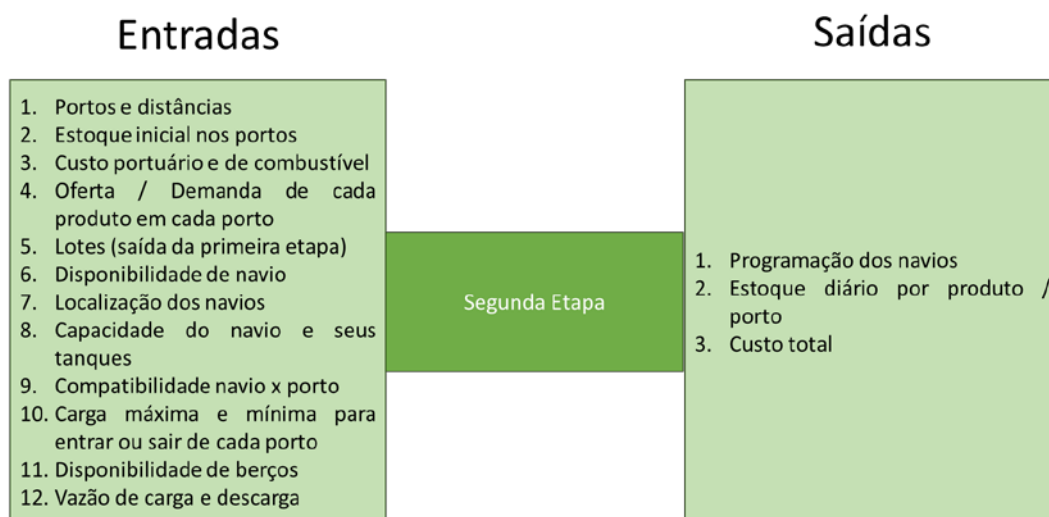 Entradas
1. Portos e distâncias
2. Estoque inicial nos portos
3. Custo portuário e de combustível
4. Oferta / Demanda de cada
produto em cada porto
5. Lotes (saída da primeira etapa)
6. Disponibilidade de navio
7. Localização dos navios
8. Capacidade do navio e seus
tanques
9. Compatibilidade navio x porto
10. Carga máxima e mínima para
entrar ou sair de cada porto
11. Disponibilidade de berços
12. Vazão de carga e descarga
Segunda Etapa
Saídas
1. Programação dos navios
2. Estoque diário por produto /
porto
3. Custo total